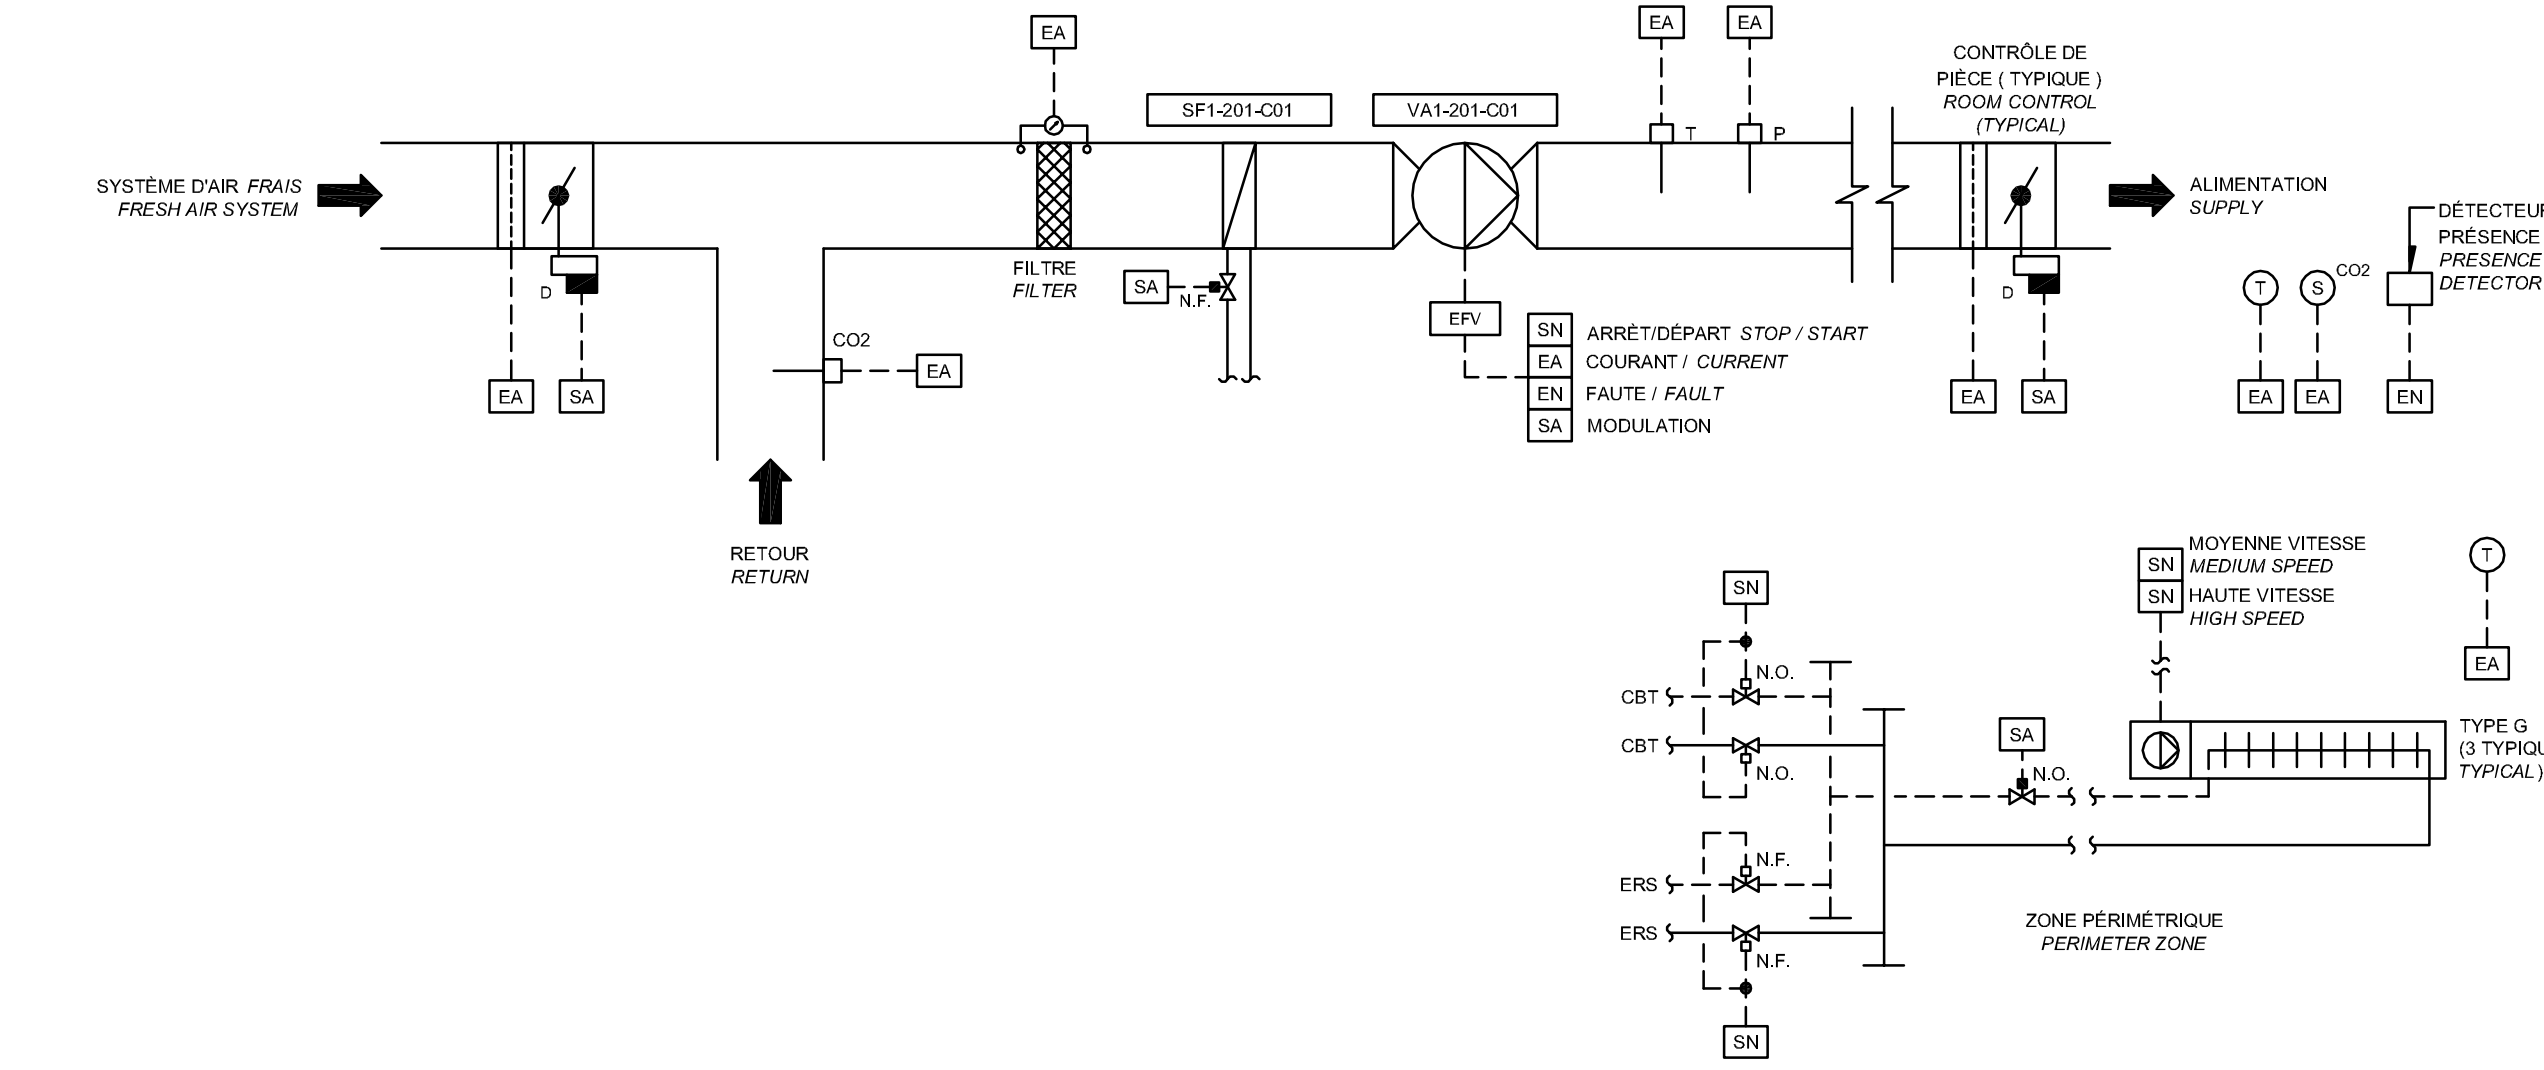 EA
EA
EA
CONTRÔLE DE
PIÈCE ( TYPIQUE )
ROOM CONTROL
(TYPICAL)
SF1-201-C01
VA1-201-C01
T
P
SYSTÈME D'AIR FRAIS
FRESH AIR SYSTEM
ALIMENTATION
SUPPLY
PRÉSENCE
PRESENCE
DETECTOR
FILTRE
FILTER
D
SA
N.F.
D
T
S
CO2
EFV
SN ARRÈT/DÉPART STOP / START
EA COURANT / CURRENT
EN FAUTE / FAULT
SA MODULATION
CO2
EA
EA
SA
EA
SA
EA
EA
EN
RETOUR
RETURN
SN MOYENNE VITESSE
MEDIUM SPEED
SN HAUTE VITESSE
HIGH SPEED
T
EA
SN
N.O.
CBT
CBT
N.O.
SA
N.O.
TYPE G
(3
TYPICAL)
N.F.
ERS
ERS
N.F.
SN
ZONE PÉRIMÉTRIQUE
PERIMETER ZONE